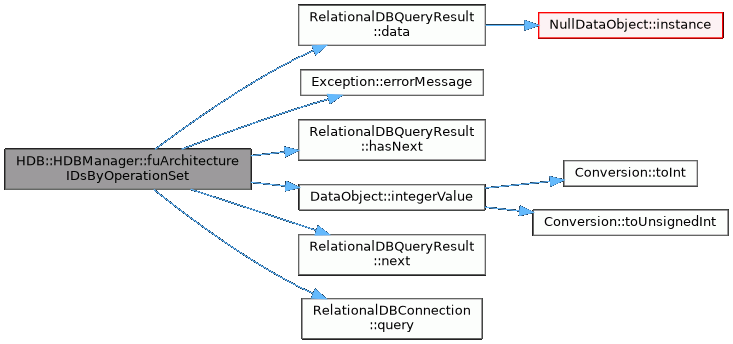 HDB::HDBManager::fuArchitecture
IDsByOperationSet
RelationalDBQueryResult
::data
NullDataObject::instance
Exception::errorMessage
RelationalDBQueryResult
::hasNext
DataObject::integerValue
Conversion::toInt
Conversion::toUnsignedInt
RelationalDBQueryResult
::next
RelationalDBConnection
::query